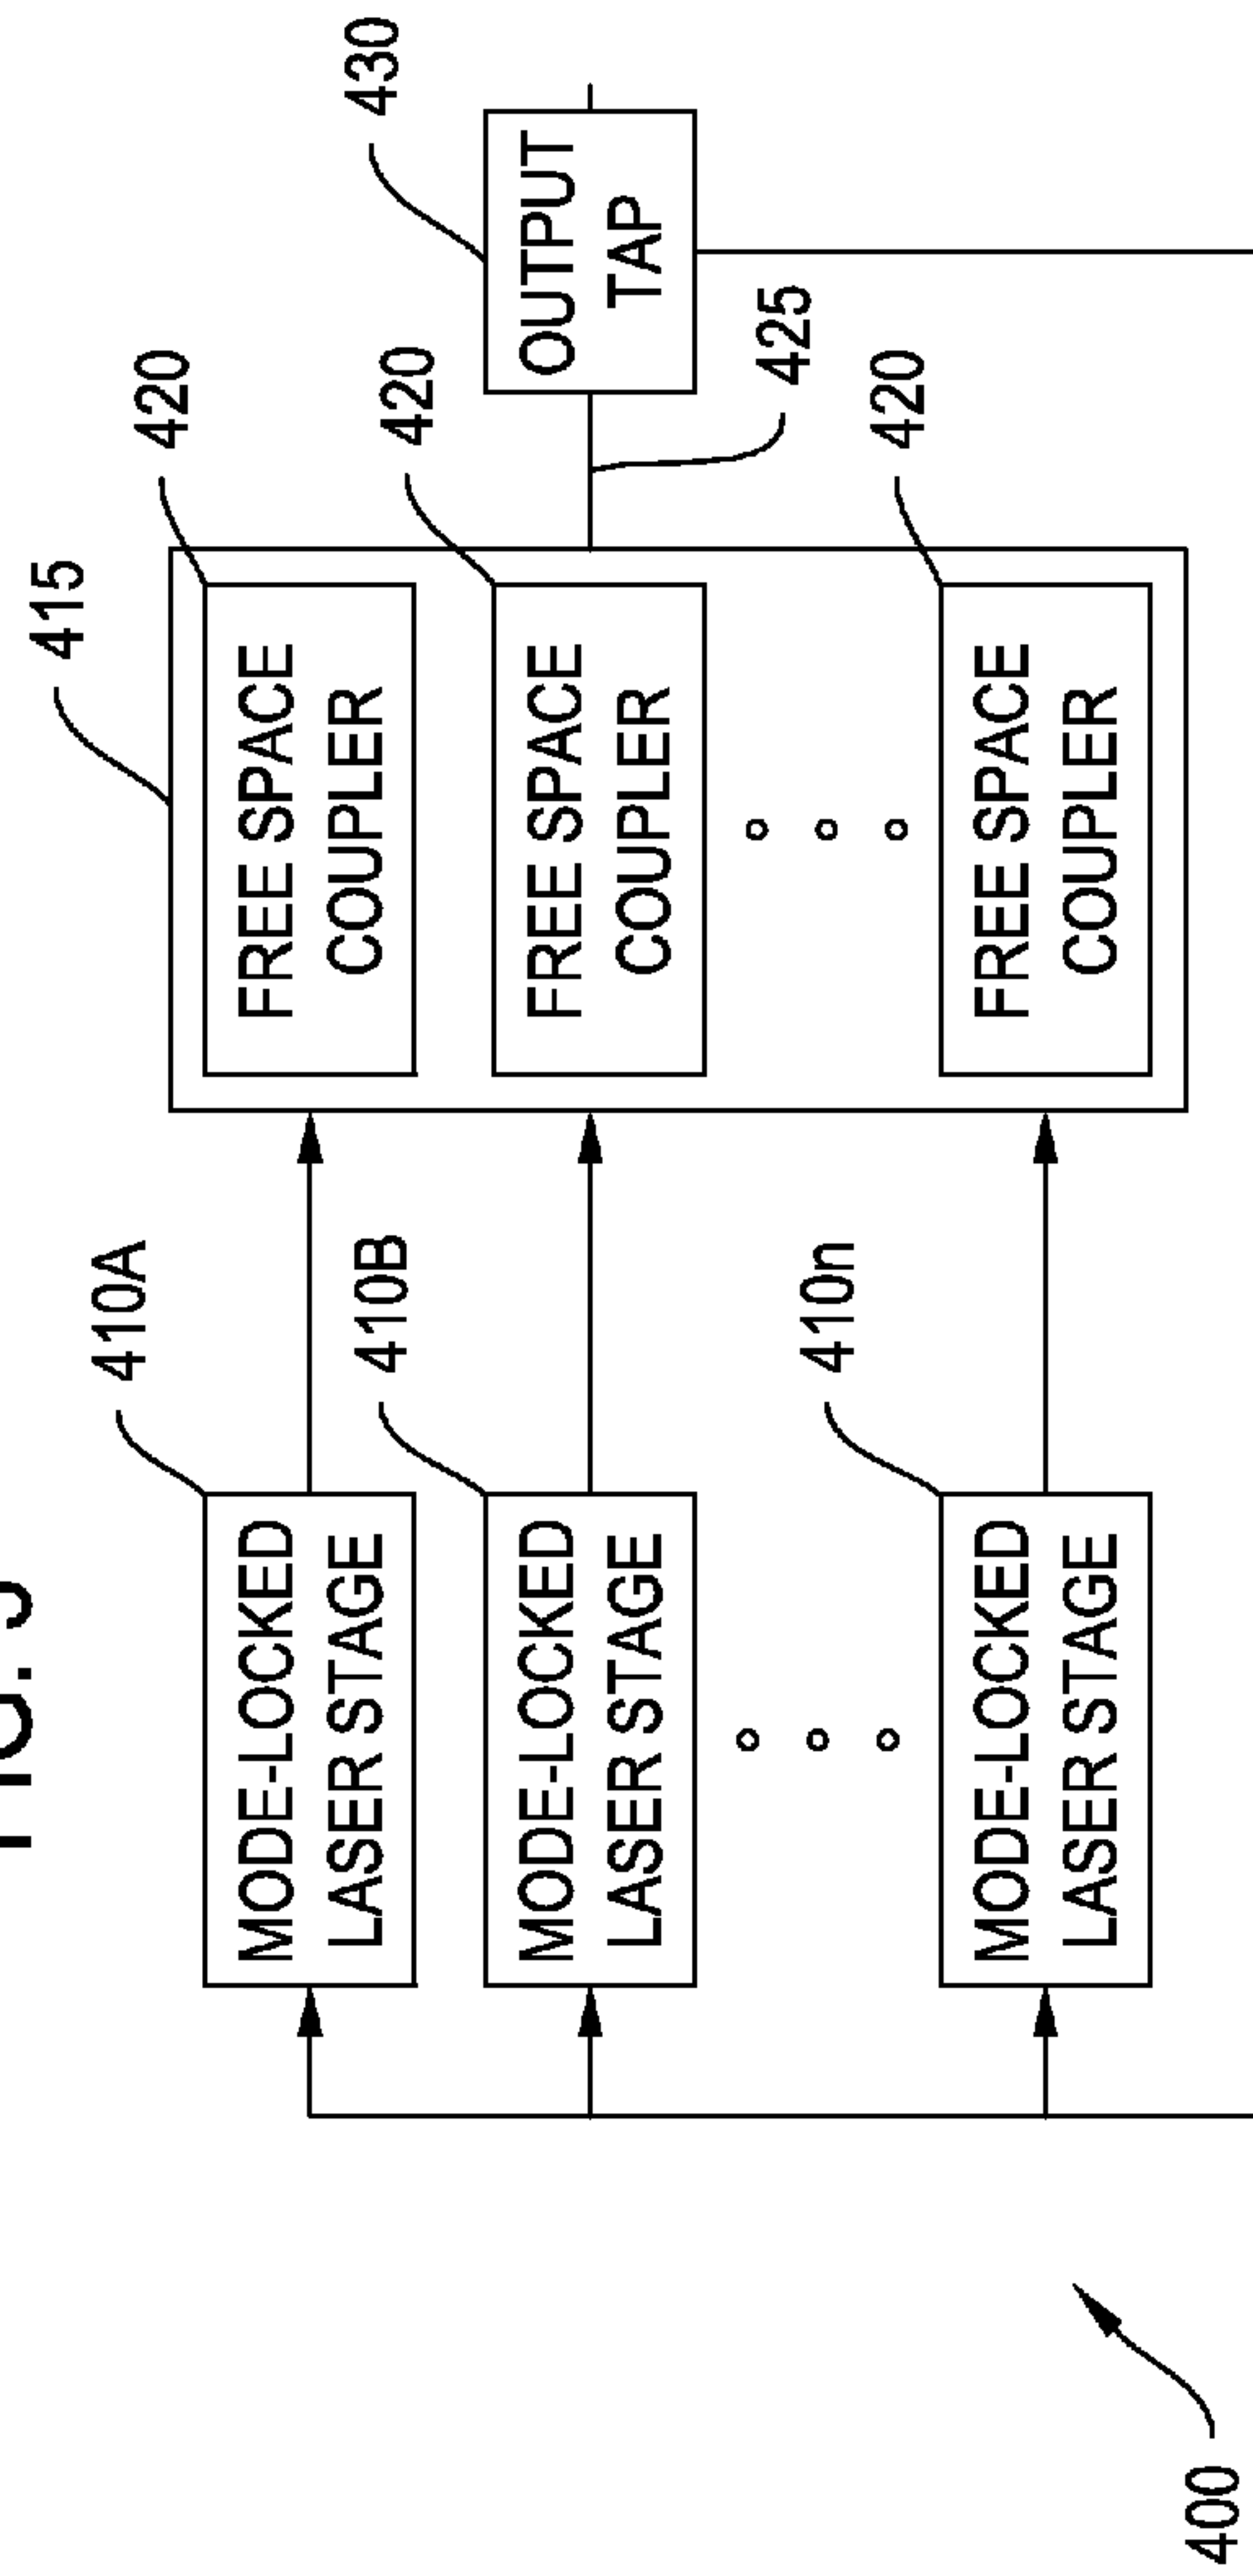 FIG.
415
410A
420
MODE-LOCKED
LASER STAGE
FREE SPACE
COUPLER
430
410B
420
MODE-LOCKED
LASER STAGE
FREE SPACE
COUPLER
OUTPUT
TAP
425
410n
420
MODE-LOCKED
LASER STAGE
FREE SPACE
COUPLER
400